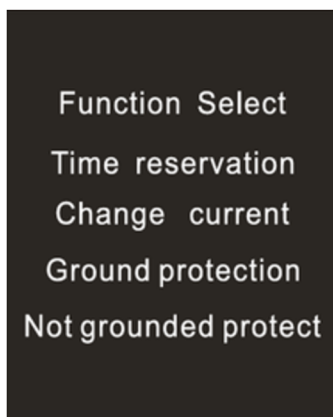 Function Select
Time reservation
Change current
Ground protection
Not grounded protect